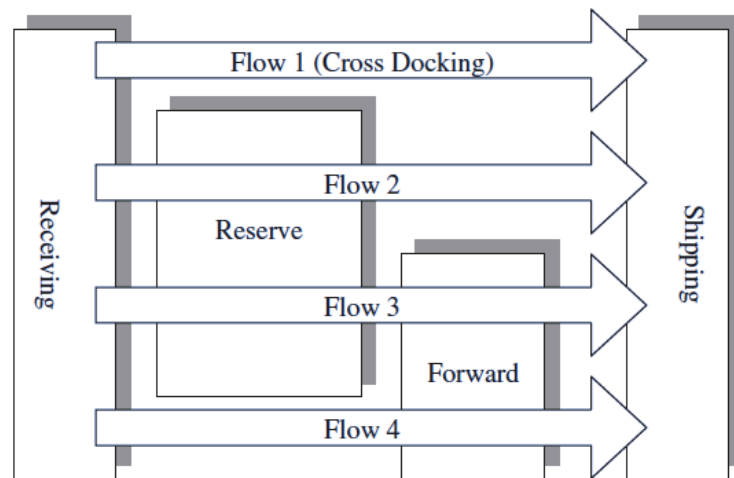 Flow 1 (Cross Docking)
Flow 2
Receiving
Reserve
Shipping
Flow 3
Forward
Flow 4